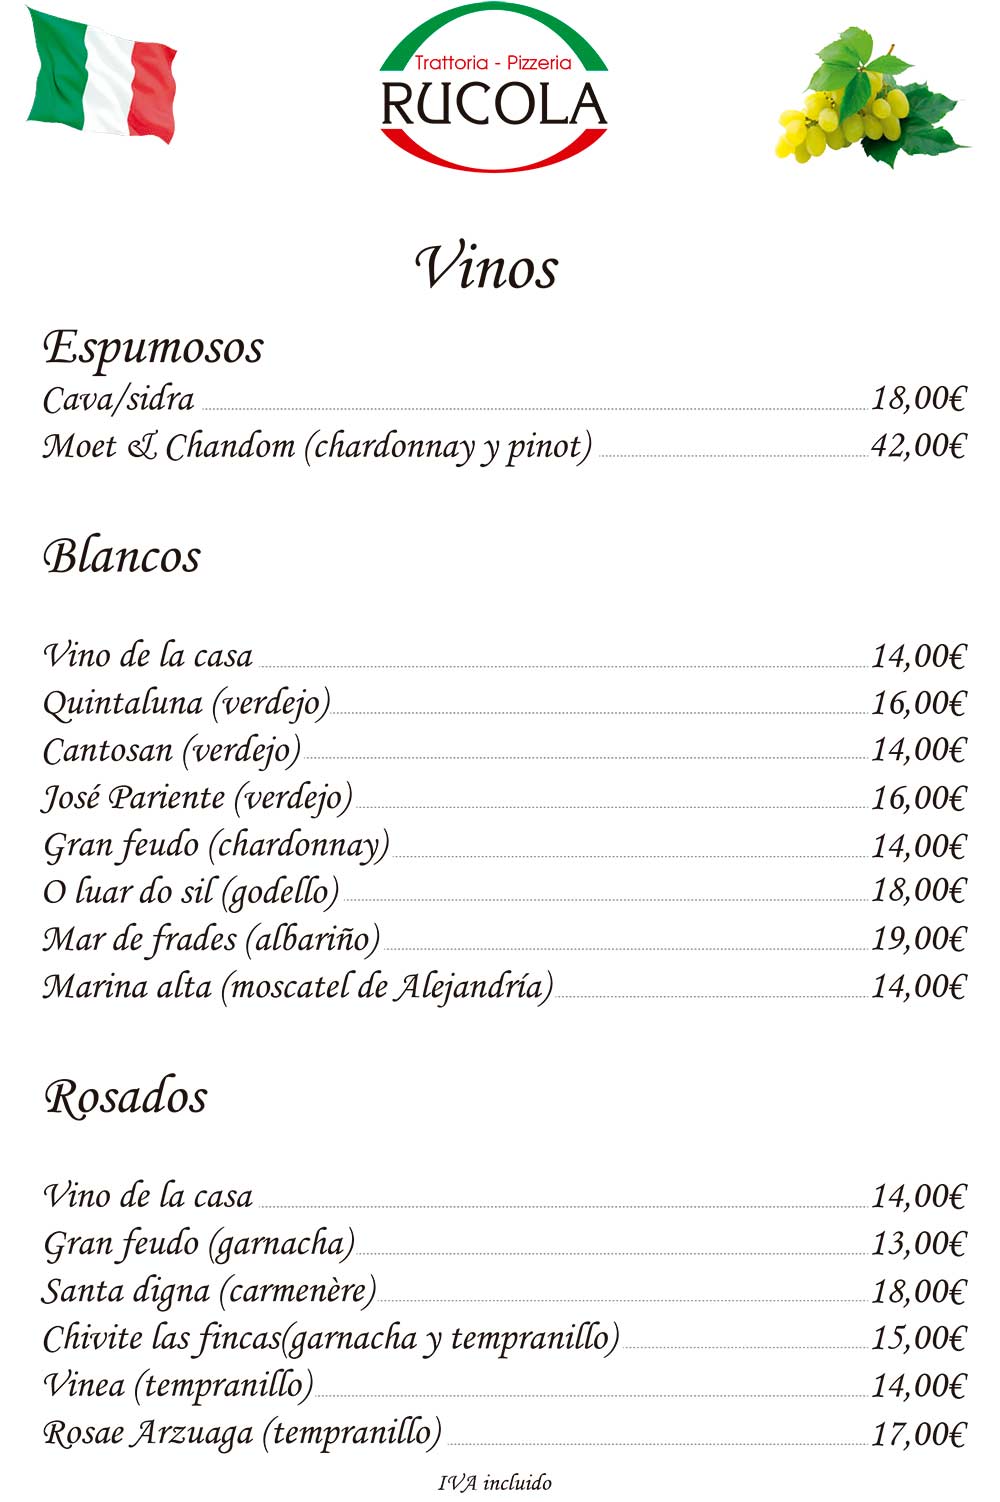 Trattoria - Pizzeria
RUCOLA
Vinos
Espumosos
Cava/sidra 18,00€
Moet & Chandom (chardonnay y pinot) 42,00€
Blancos
Vino de la casa 14,00€
Quintaluna (verdejo) 16,00€
Cantosan (verdejo) 14,00€
José Pariente (verdejo) 16,00€
Gran feudo (chardonnay) 14,00€
O luar do sil (godello) 18,00€
Mar de frades (albariño) 19,00€
Marina alta (moscatel de Alejandría) 14,00€
Rosados
Vino de la casa 14,00€
Gran feudo (garnacha) 13,00€
Santa digna (carmenère) 18,00€
Chivite las fincas(garnacha y tempranillo) 15,00€
Vinea (tempranillo) 14,00€
Rosae Arzuaga (tempranillo) 17,00€
IVA incluido